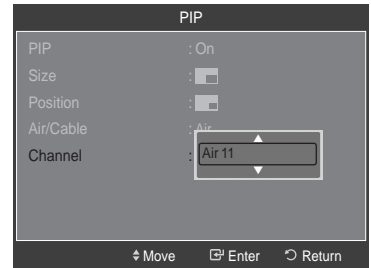 PIP
PIP : On
Size :
Position :
Air/Cable : Air
Channel : Air 11
Move Enter Return